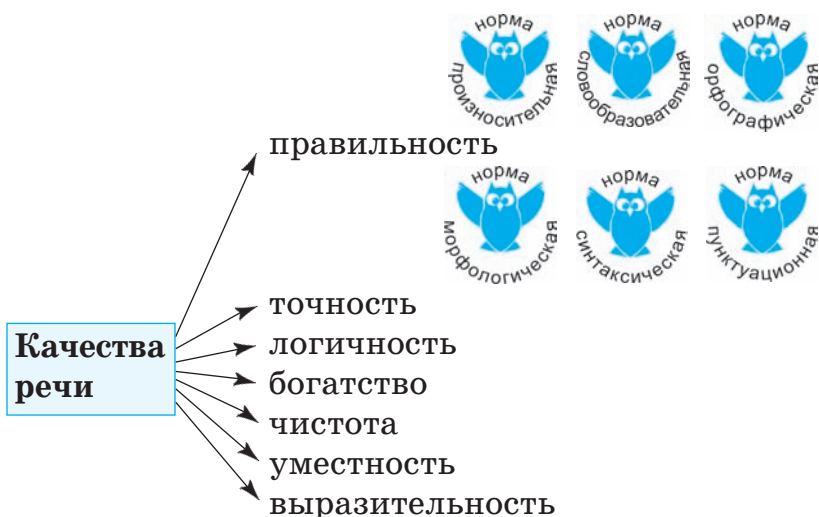 норма произносительная
норма словообразовательная
норма орфографическая
правильность
норма морфологическая
норма синтаксическая
норма пунктуационная
точность
Качества
речи
логичность
богатство
чистота
уместность
выразительность